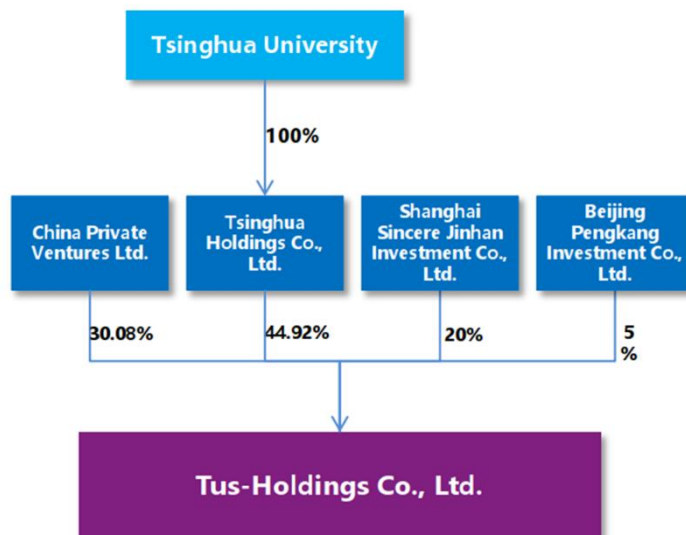 Tsinghua University
100%
China Private
Ventures Ltd.
Tsinghua
Holdings Co.,
Ltd.
Shanghai
Sincere Jinhan
Investment Co.,
Ltd.
Beijing
Pengkang
Investment Co.,
Ltd.
30.08%
44.92%
20%
5
%
Tus-Holdings Co., Ltd.